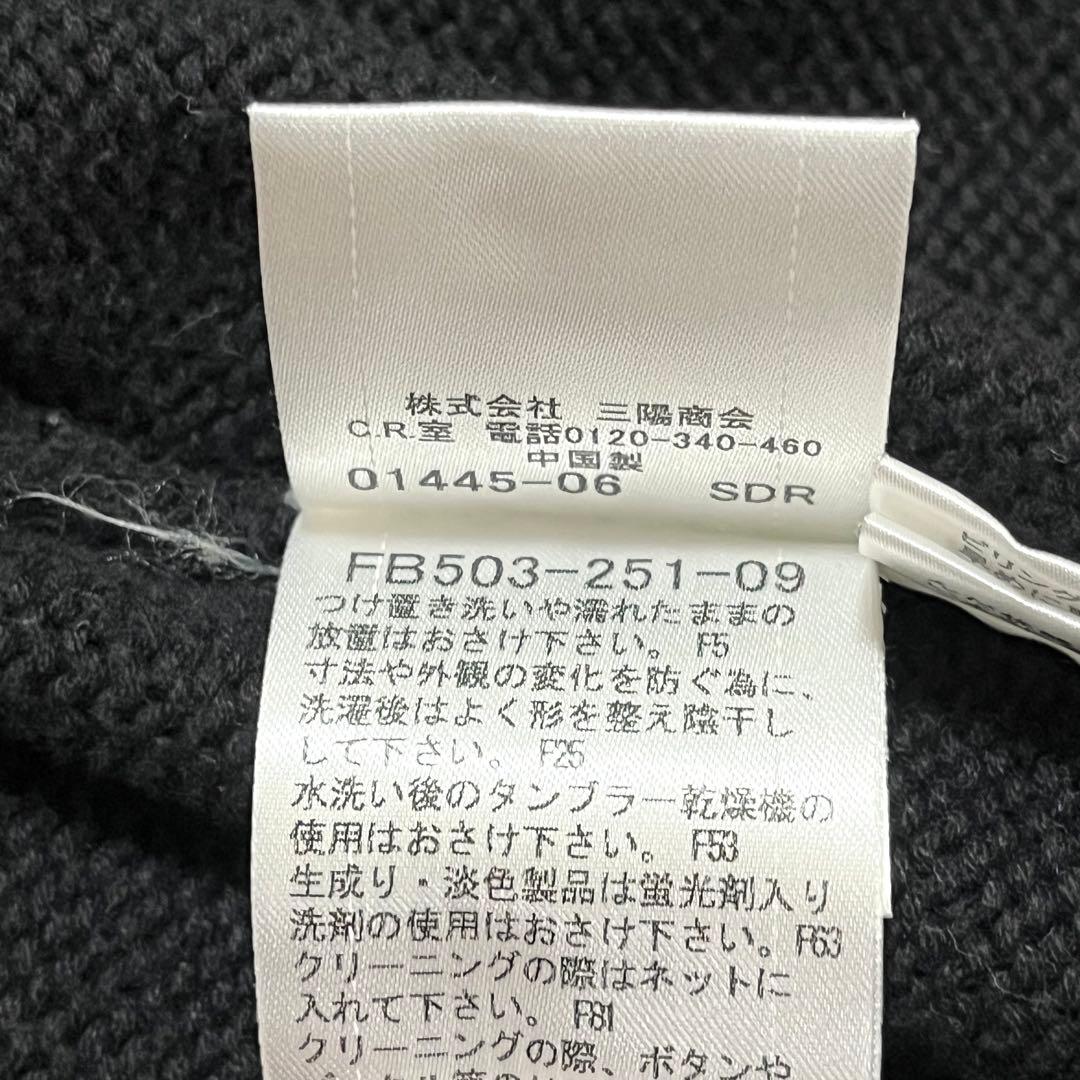 株式会社 三陽商会
C.R.室 電話0120-340-460
中国製
01445-06 SDR
FB503-251-09
つけ置き洗いや濡れたままの
放置はおさけ下さい。 F5
寸法や外観の変化を防ぐ為に、
洗濯後はよく形を整え陰干し
して下さい。 F25
水洗い後のタンブラー乾燥機の
使用はおさけ下さい。 F53
生成り・淡色製品は蛍光剤入り
洗剤の使用はおさけ下さい。 F63
クリーニングの際はネットに
入れて下さい。 F81
クリーニングの際、ボタンや